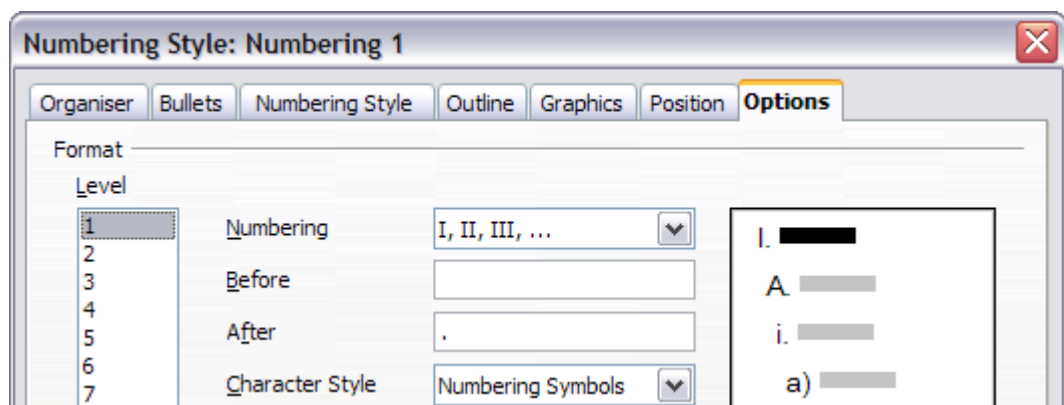 Numbering Style: Numbering 1
Organiser Bullets Numbering Style Outline Graphics Position Options
Format
Level
1 Numbering I, II, III, ... I.
2
3 Before A.
4
5 After . i.
6
7 Character Style Numbering Symbols a)